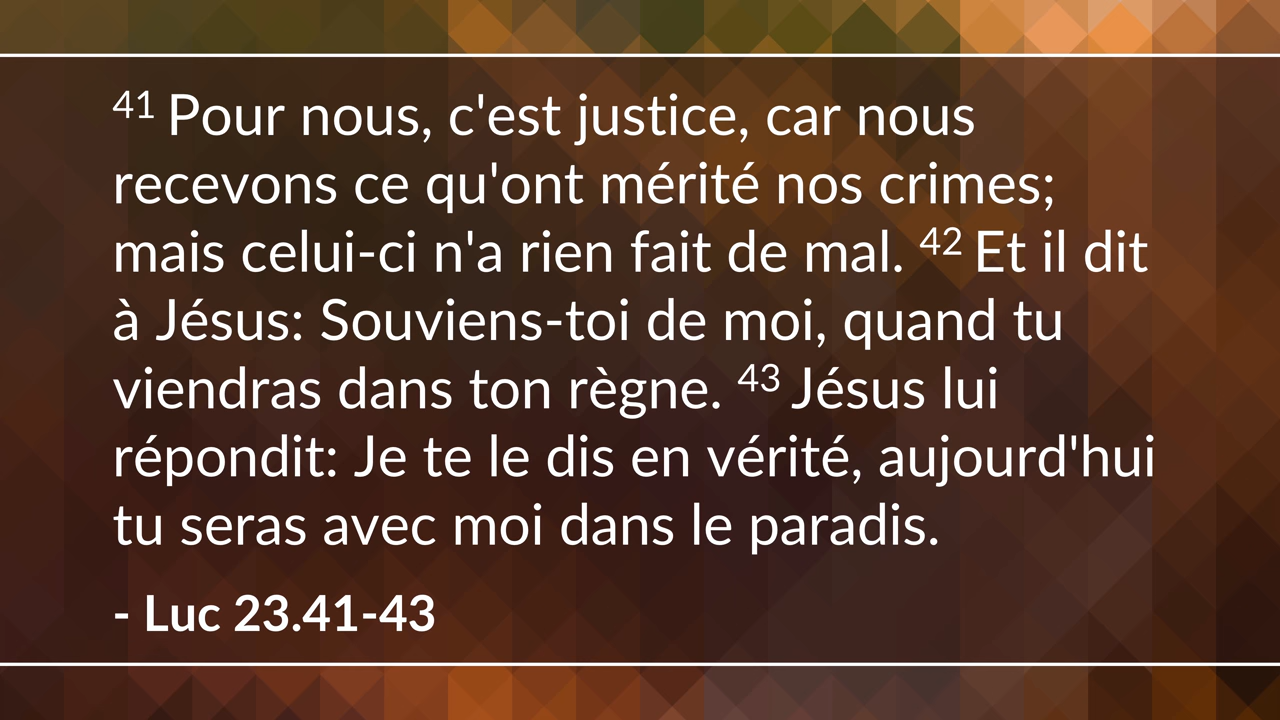 41 Pour nous, c'est justice, car nous
recevons ce qu'ont mérité nos crimes;
mais celui-ci n'a rien fait de mal. 42 Et il dit
à Jésus: Souviens-toi de moi, quand tu
viendras dans ton règne. 43 Jésus lui
répondit: Je te le dis en vérité, aujourd'hui
tu seras avec moi dans le paradis.
- Luc 23.41-43